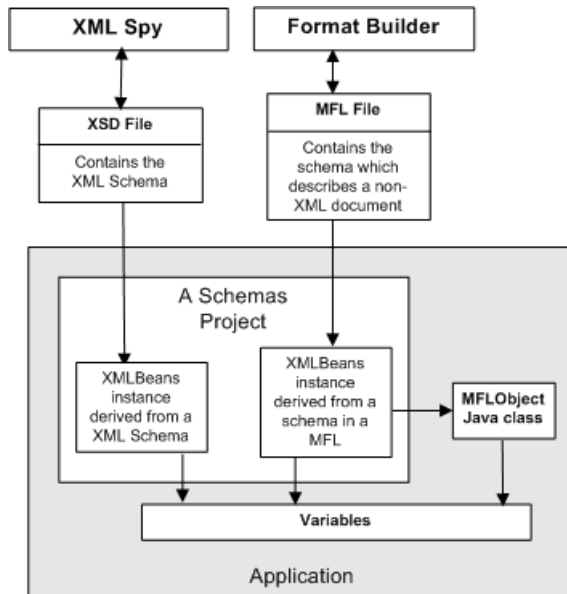 XML Spy
Format Builder
XSD File
Contains the
XML Schema
MFL File
Contains the
schema which
describes a non-
XML document
A Schemas
Project
XMLBeans
instance
derived from a
XML Schema
XMLBeans
instance
derived from a
schema in a
MFL
MFLObject
Java class
Variables
Application